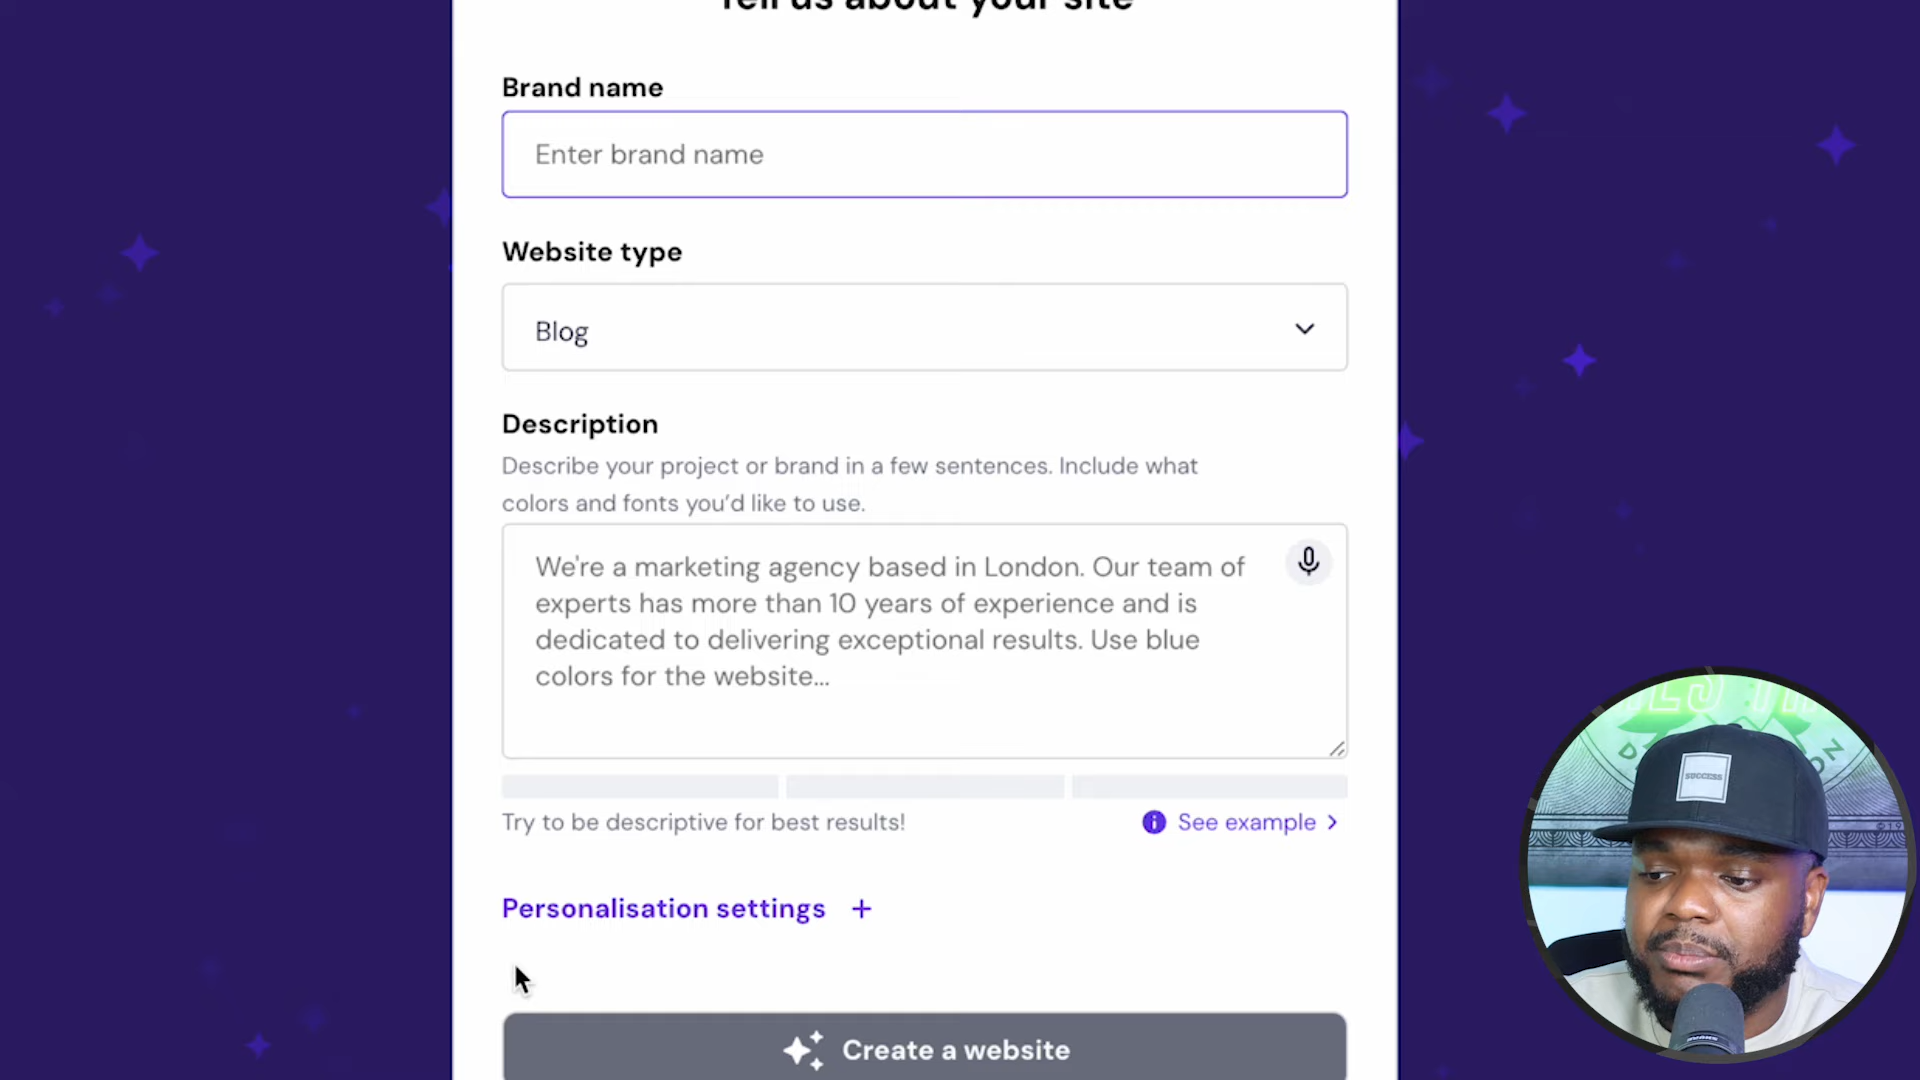 Tell us about your site
Brand name
Enter brand name
Website type
Blog
Description
Describe your project or brand in a few sentences. Include what
colors and fonts you’d like to use.
We're a marketing agency based in London. Our team of
experts has more than 10 years of experience and is
dedicated to delivering exceptional results. Use blue
colors for the website...
Try to be descriptive for best results!
See example
Personalisation settings +
Create a website
SUCCESS